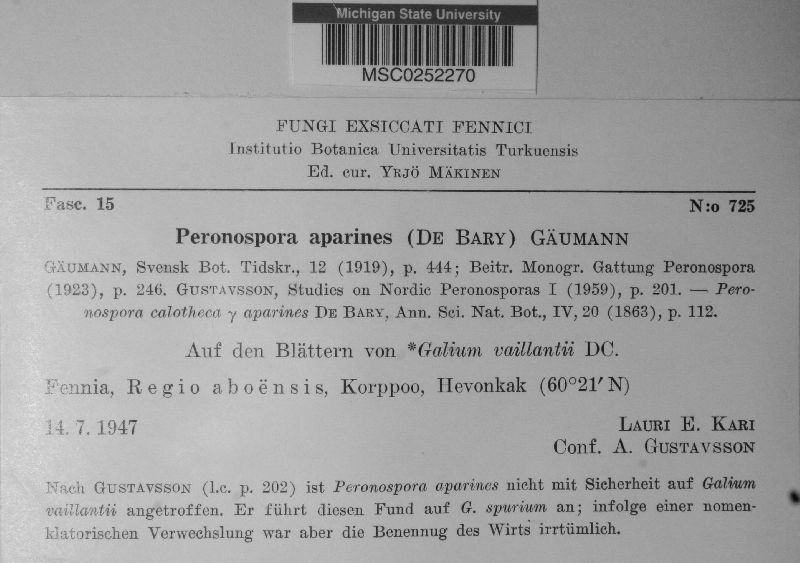 Michigan State University
MSC0252270
FUNGI EXSICCATI FENNICI
Institutio Botanica Universitatis Turkuensis
Ed. cur. YRJÖ MÄKINEN
Fasc. 15 N:o 725
Peronospora aparines (DE BARY) GÄUMANN
GÄUMANN, Svensk Bot. Tidskr., 12 (1919), p. 444; Beitr. Monogr. Gattung Peronospora
(1923), p. 246. GUSTAVSSON, Studies on Nordic Peronosporas I (1959), p. 201. — Pero-
nospora calotheca γ aparines DE BARY, Ann. Sci. Nat. Bot., IV, 20 (1863), p. 112.
Auf den Blättern von *Galium vaillantii DC.
Fennia, Regio aboënsis, Korppoo, Hevonkak (60°21′ N)
14. 7. 1947 LAURI E. KARI
Conf. A. GUSTAVSSON
Nach GUSTAVSSON (l.c. p. 202) ist Peronospora aparines nicht mit Sicherheit auf Galium
vaillantii angetroffen. Er führt diesen Fund auf G. spurium an; infolge einer nomen-
klatorischen Verwechslung war aber die Benennug des Wirts irrtümlich.